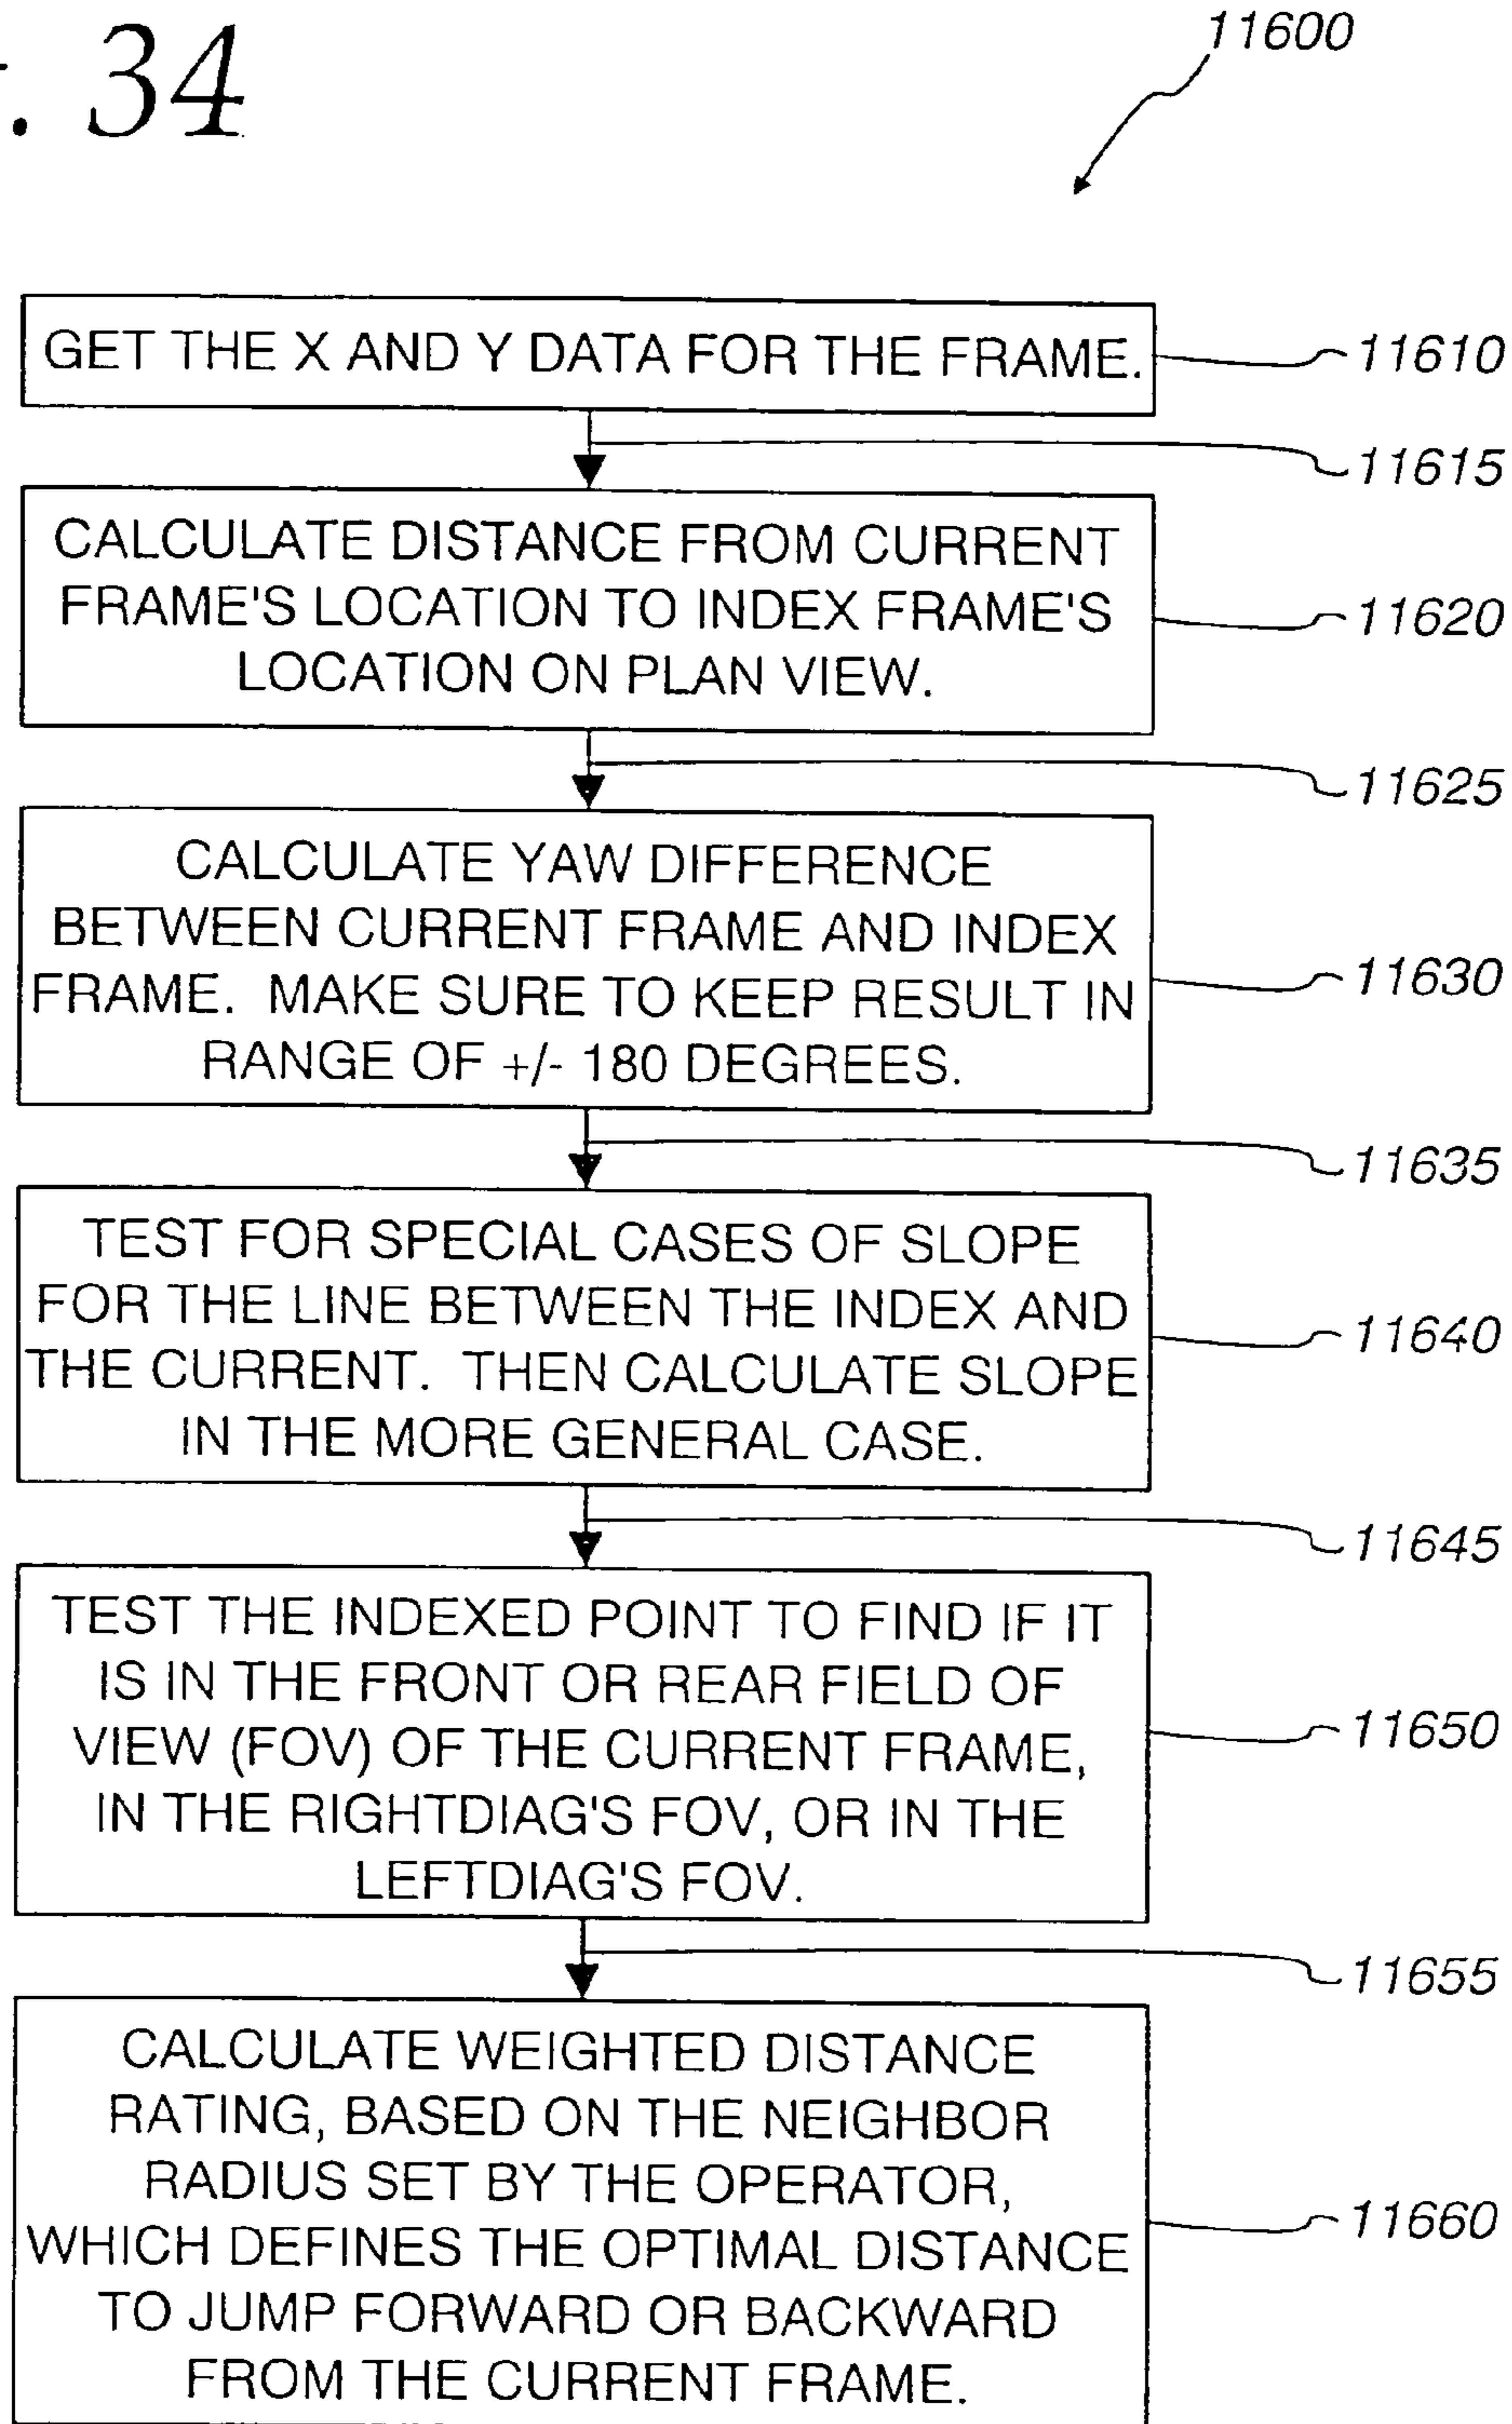 . 34
11600
GET THE X AND Y DATA FOR THE FRAME.
11610
11615
CALCULATE DISTANCE FROM CURRENT
FRAME'S LOCATION TO INDEX FRAME'S
LOCATION ON PLAN VIEW.
11620
11625
CALCULATE YAW DIFFERENCE
BETWEEN CURRENT FRAME AND INDEX
FRAME. MAKE SURE TO KEEP RESULT IN
RANGE OF +/- 180 DEGREES.
11630
11635
TEST FOR SPECIAL CASES OF SLOPE
FOR THE LINE BETWEEN THE INDEX AND
THE CURRENT. THEN CALCULATE SLOPE
IN THE MORE GENERAL CASE.
11640
11645
TEST THE INDEXED POINT TO FIND IF IT
IS IN THE FRONT OR REAR FIELD OF
VIEW (FOV) OF THE CURRENT FRAME,
IN THE RIGHTDIAG'S FOV, OR IN THE
LEFTDIAG'S FOV.
11650
11655
CALCULATE WEIGHTED DISTANCE
RATING, BASED ON THE NEIGHBOR
RADIUS SET BY THE OPERATOR,
WHICH DEFINES THE OPTIMAL DISTANCE
TO JUMP FORWARD OR BACKWARD
FROM THE CURRENT FRAME.
11660